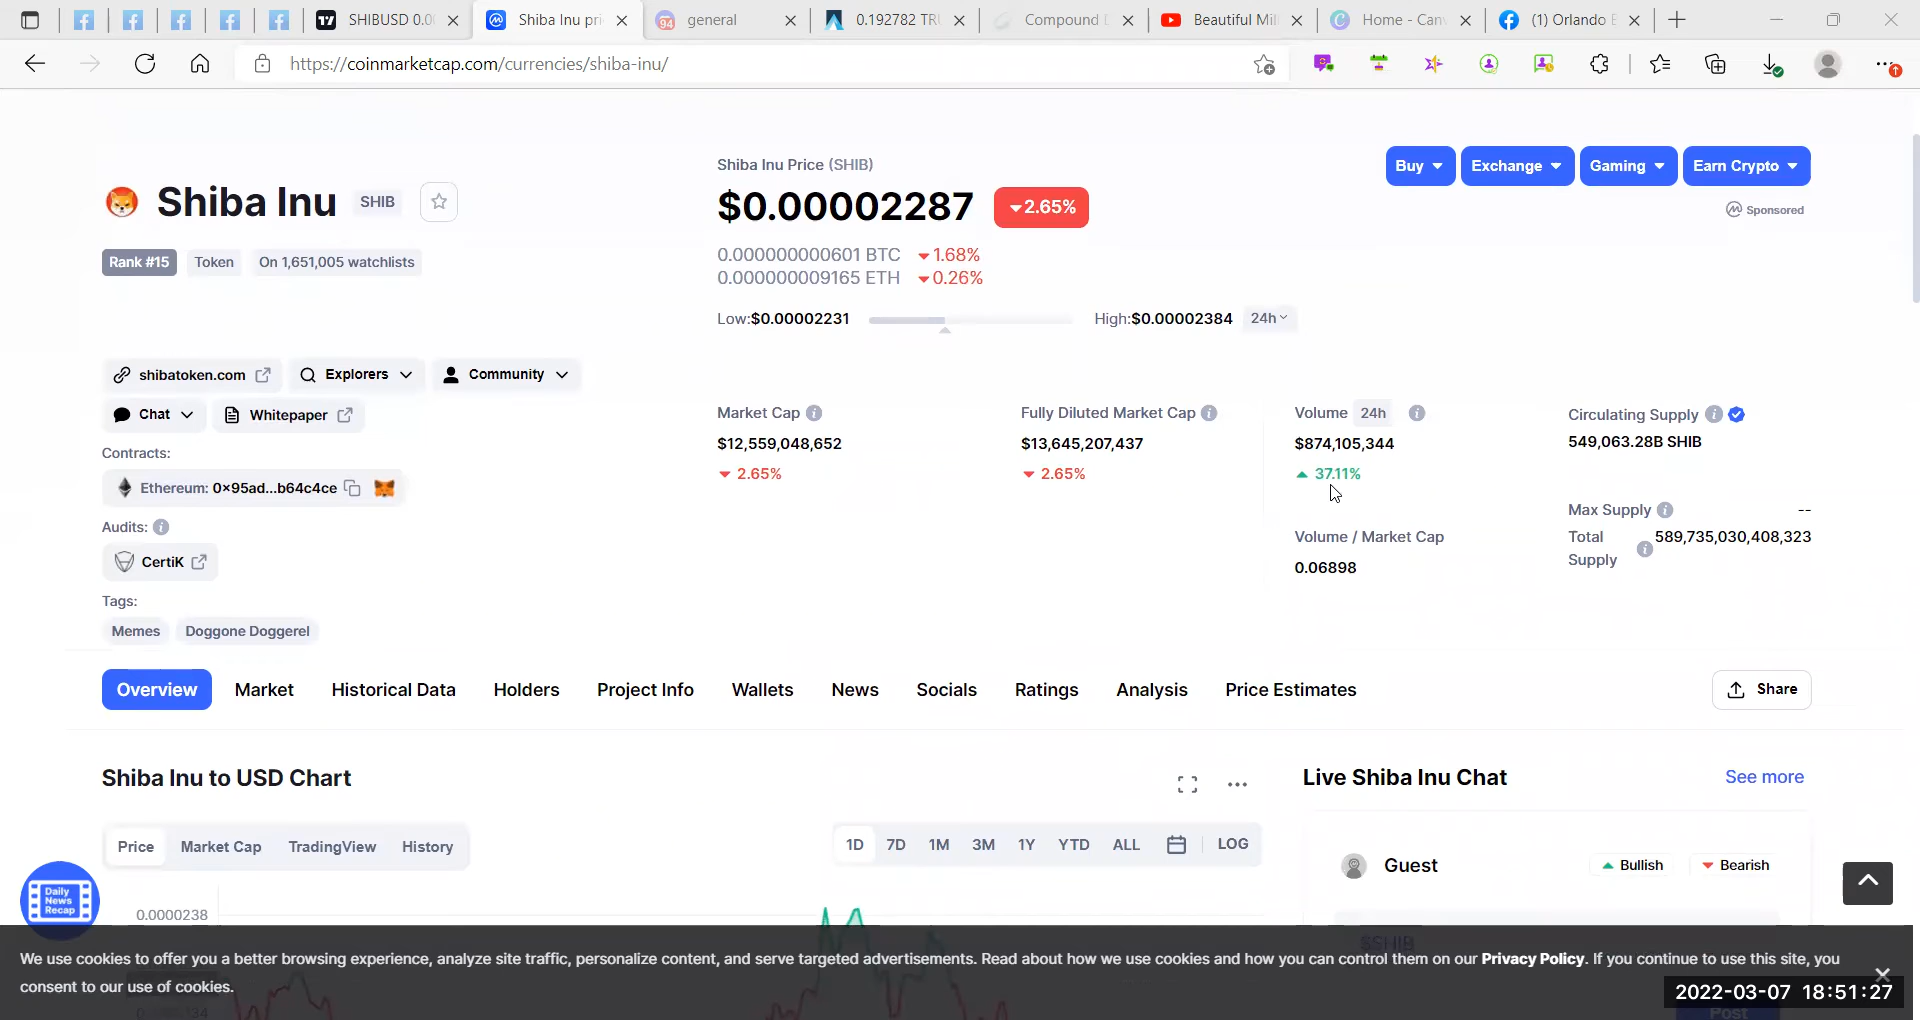 SHIBUSD 0.00
Shiba Inu pri
general
0.192782 TR
Compound
Beautiful Mi
Home - Can
(1) Orlando
https://coinmarketcap.com/currencies/shiba-inu/
Shiba Inu Price (SHIB)
Buy
Exchange
Gaming
Earn Crypto
Shiba Inu
SHIB
$0.00002287
2.65%
Sponsored
Rank #15
Token
On 1,651,005 watchlists
0.000000000601 BTC
1.68%
0.000000009165 ETH
0.26%
Low:$0.00002231
High:$0.00002384
24h
shibatoken.com
Explorers
Community
Chat
Whitepaper
Contracts:
Ethereum: 0×95ad...b64c4ce
Audits:
CertiK
Tags:
Memes
Doggone Doggerel
Market Cap
$12,559,048,652
2.65%
Fully Diluted Market Cap
$13,645,207,437
2.65%
Volume 24h
$874,105,344
37.11%
Volume / Market Cap
0.06898
Circulating Supply
549,063.28B SHIB
Max Supply
--
Total Supply
589,735,030,408,323
Overview
Market
Historical Data
Holders
Project Info
Wallets
News
Socials
Ratings
Analysis
Price Estimates
Share
Shiba Inu to USD Chart
Live Shiba Inu Chat
See more
Price
Market Cap
TradingView
History
1D
7D
1M
3M
1Y
YTD
ALL
LOG
Guest
Bullish
Bearish
Daily
News
Recap
0.0000238
$SHIB
We use cookies to offer you a better browsing experience, analyze site traffic, personalize content, and serve targeted advertisements. Read about how we use cookies and how you can control them on our Privacy Policy. If you continue to use this site, you
consent to our use of cookies.
2022-03-07 18:51:27
Post